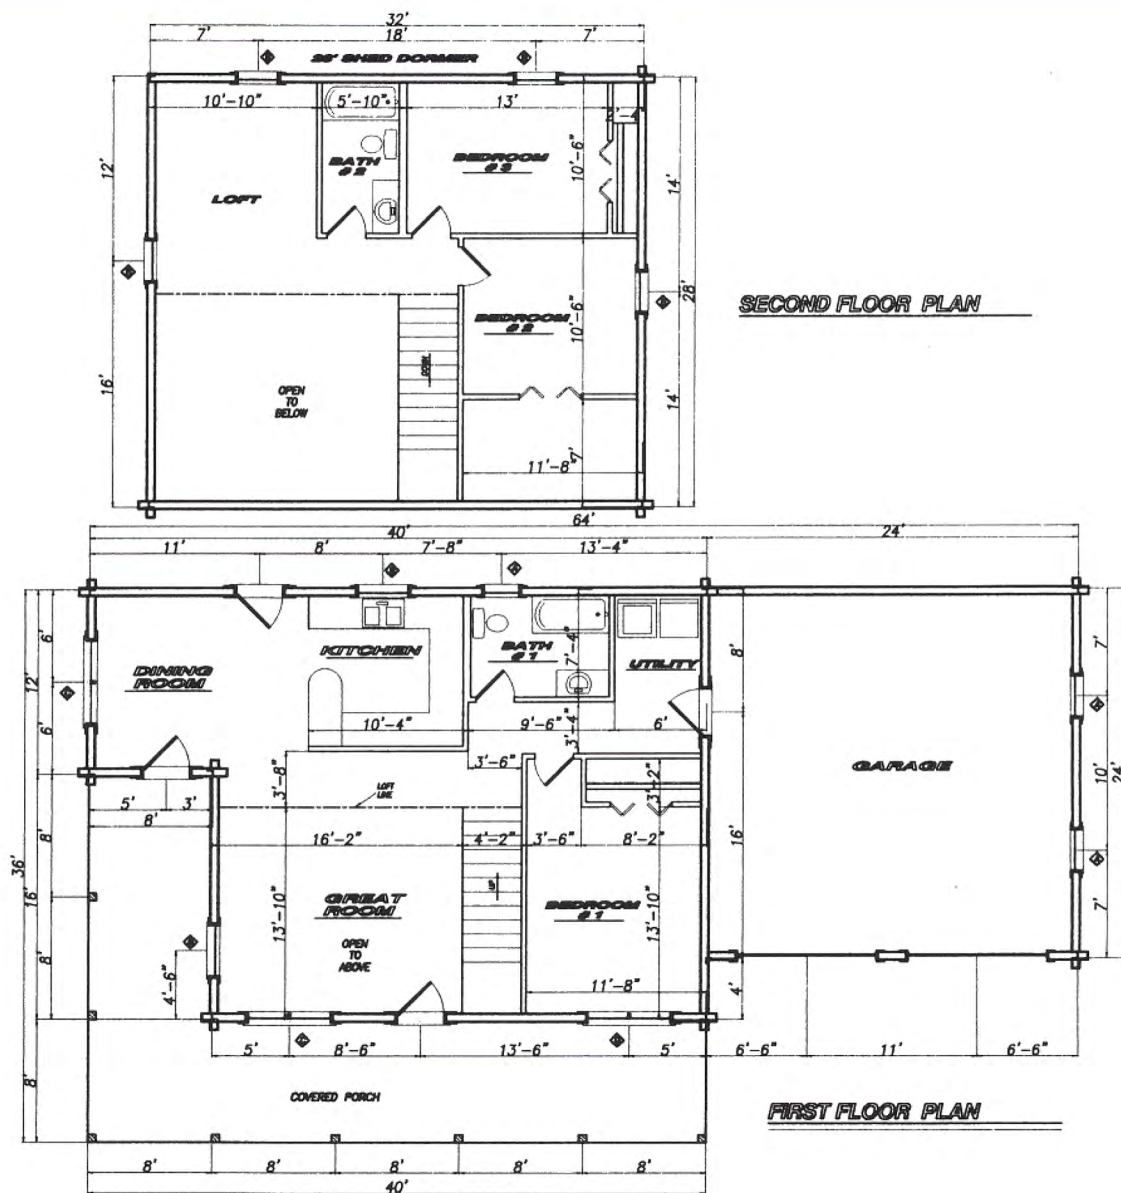 32'
7'
18'
7'
26' SHED DORMER
10'-10"
5'-10"
13'
BATH
# 2
BEDROOM
# 3
10'-6"
12'
14'
LOFT
28'
SECOND FLOOR PLAN
BEDROOM
# 2
10'-6"
DOWN
16'
OPEN
TO
BELOW
14'
11'-8"
7'
64'
40'
24'
11'
8'
7'-8"
13'-4"
6'
KITCHEN
BATH
# 1
7'-4"
UTILITY
8'
7'
DINING
ROOM
12'
6'
10'-4"
9'-6"
6'
3'-4"
3'-6"
3'-8"
LOFT
LINE
3'-2"
GARAGE
10'
24'
5'
3'
8'
8'
16'-2"
4'-2"
3'-6"
8'-2"
16'
36'
16'
GREAT
ROOM
UP
BEDROOM
# 1
13'-10"
13'-10"
OPEN
TO
ABOVE
7'
8'
4'-6"
11'-8"
4'
5'
8'-6"
13'-6"
5'
6'-6"
11'
6'-6"
8'
COVERED PORCH
FIRST FLOOR PLAN
8'
8'
8'
8'
8'
40'